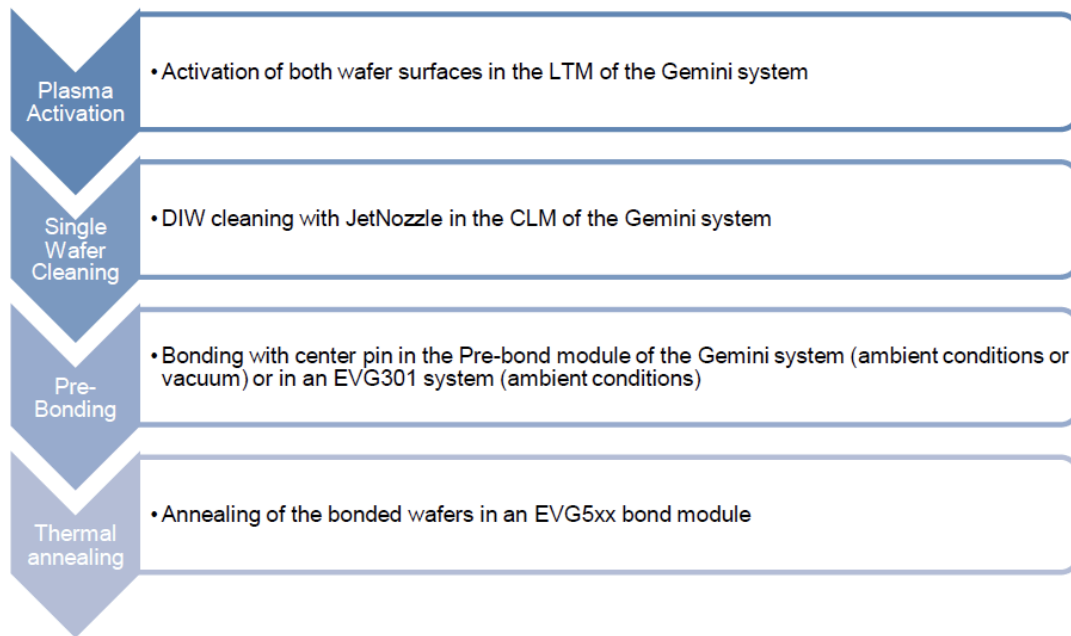 Plasma
Activation
• Activation of both wafer surfaces in the LTM of the Gemini system
Single
Wafer
Cleaning
• DIW cleaning with JetNozzle in the CLM of the Gemini system
Pre-
Bonding
• Bonding with center pin in the Pre-bond module of the Gemini system (ambient conditions or
vacuum) or in an EVG301 system (ambient conditions)
Thermal
annealing
• Annealing of the bonded wafers in an EVG5xx bond module